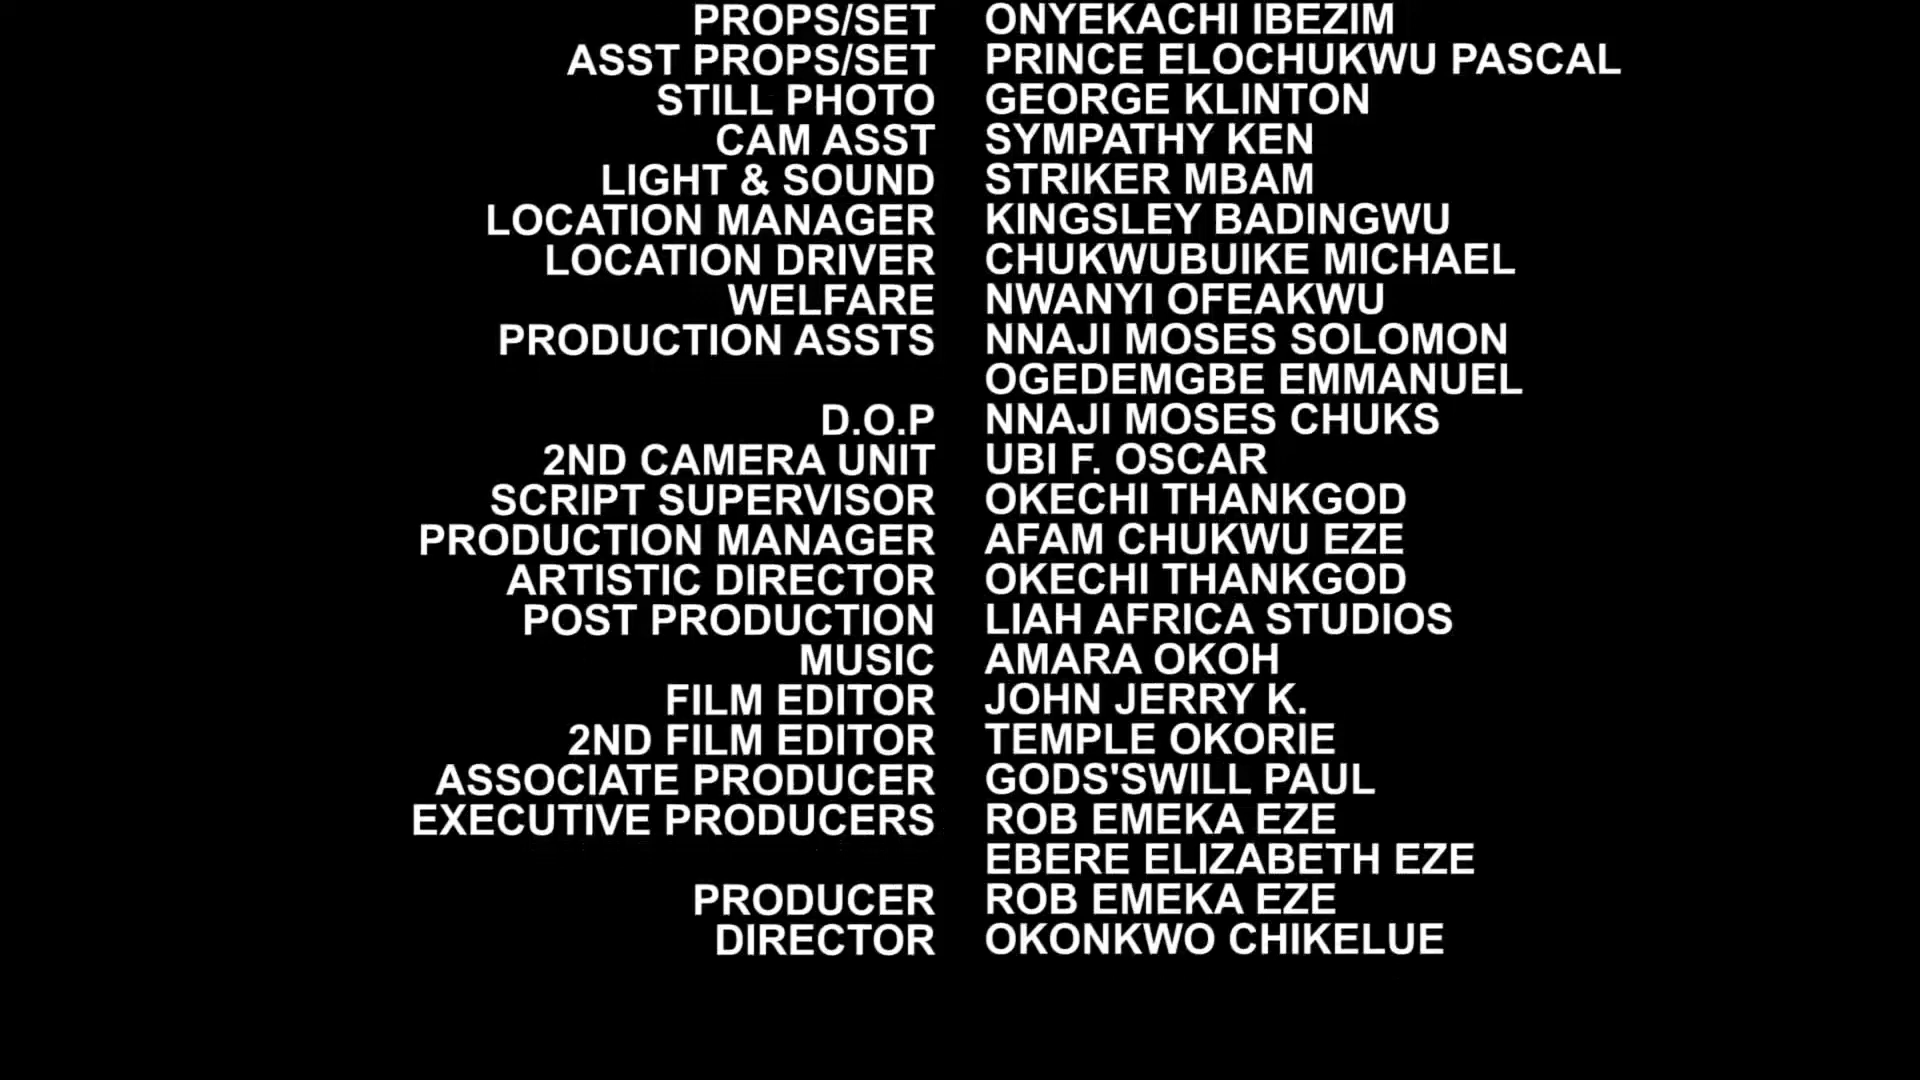 PROPS/SET ONYEKACHI IBEZIM
ASST PROPS/SET PRINCE ELOCHUKWU PASCAL
STILL PHOTO GEORGE KLINTON
CAM ASST SYMPATHY KEN
LIGHT & SOUND STRIKER MBAM
LOCATION MANAGER KINGSLEY BADINGWU
LOCATION DRIVER CHUKWUBUIKE MICHAEL
WELFARE NWANYI OFEAKWU
PRODUCTION ASSTS NNAJI MOSES SOLOMON
OGEDEMGBE EMMANUEL
D.O.P NNAJI MOSES CHUKS
2ND CAMERA UNIT UBI F. OSCAR
SCRIPT SUPERVISOR OKECHI THANKGOD
PRODUCTION MANAGER AFAM CHUKWU EZE
ARTISTIC DIRECTOR OKECHI THANKGOD
POST PRODUCTION LIAH AFRICA STUDIOS
MUSIC AMARA OKOH
FILM EDITOR JOHN JERRY K.
2ND FILM EDITOR TEMPLE OKORIE
ASSOCIATE PRODUCER GODS'SWILL PAUL
EXECUTIVE PRODUCERS ROB EMEKA EZE
EBERE ELIZABETH EZE
PRODUCER ROB EMEKA EZE
DIRECTOR OKONKWO CHIKELUE